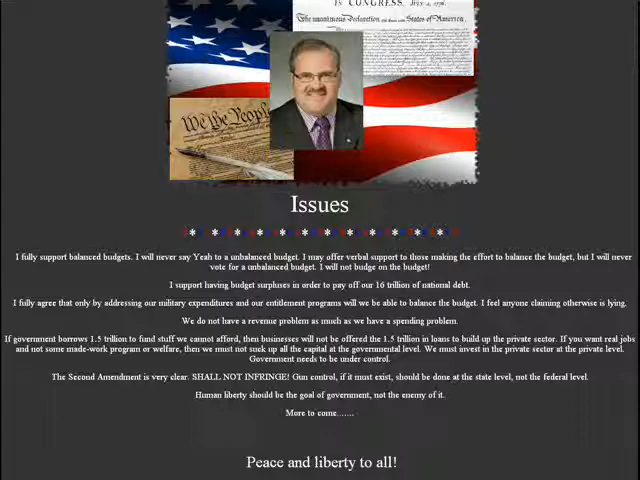 IN CONGRESS, JULY 4, 1776.
The unanimous Declaration of the thirteen united States of America.
We the People
Issues
I fully support balanced budgets. I will never say Yeah to a unbalanced budget. I may offer verbal support to those making the effort to balance the budget, but I will never
vote for a unbalanced budget. I will not budge on the budget!
I support having budget surpluses in order to pay off our 16 trillion of national debt.
I fully agree that only by addressing our military expenditures and our entitlement programs will we be able to balance the budget. I feel anyone claiming otherwise is lying.
We do not have a revenue problem as much as we have a spending problem.
If government borrows 1.5 trillion to fund stuff we cannot afford, then businesses will not be offered the 1.5 trillion in loans to build up the private sector. If you want real jobs
and not some made-work program or welfare, then we must not suck up all the capital at the governmental level. We must invest in the private sector at the private level.
Government needs to be under control.
The Second Amendment is very clear. SHALL NOT INFRINGE! Gun control, if it must exist, should be done at the state level, not the federal level.
Human liberty should be the goal of government, not the enemy of it.
More to come.......
Peace and liberty to all!